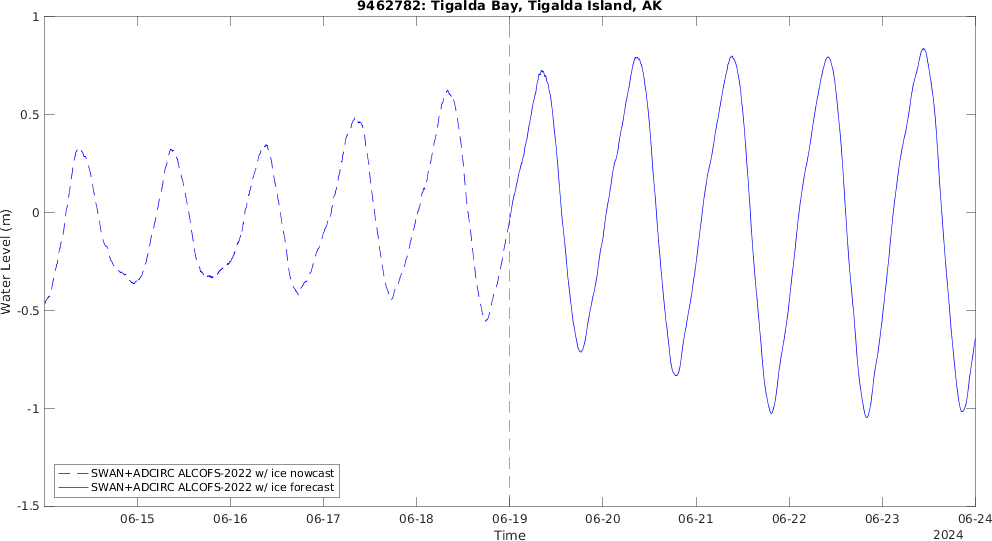 9462782: Tigalda Bay, Tigalda Island, AK
1
0.5
0
-0.5
-1
-1.5
Water Level (m)
SWAN+ADCIRC ALCOFS-2022 w/ ice nowcast
SWAN+ADCIRC ALCOFS-2022 w/ ice forecast
06-15 06-16 06-17 06-18 06-19 06-20 06-21 06-22 06-23 06-24
Time
2024